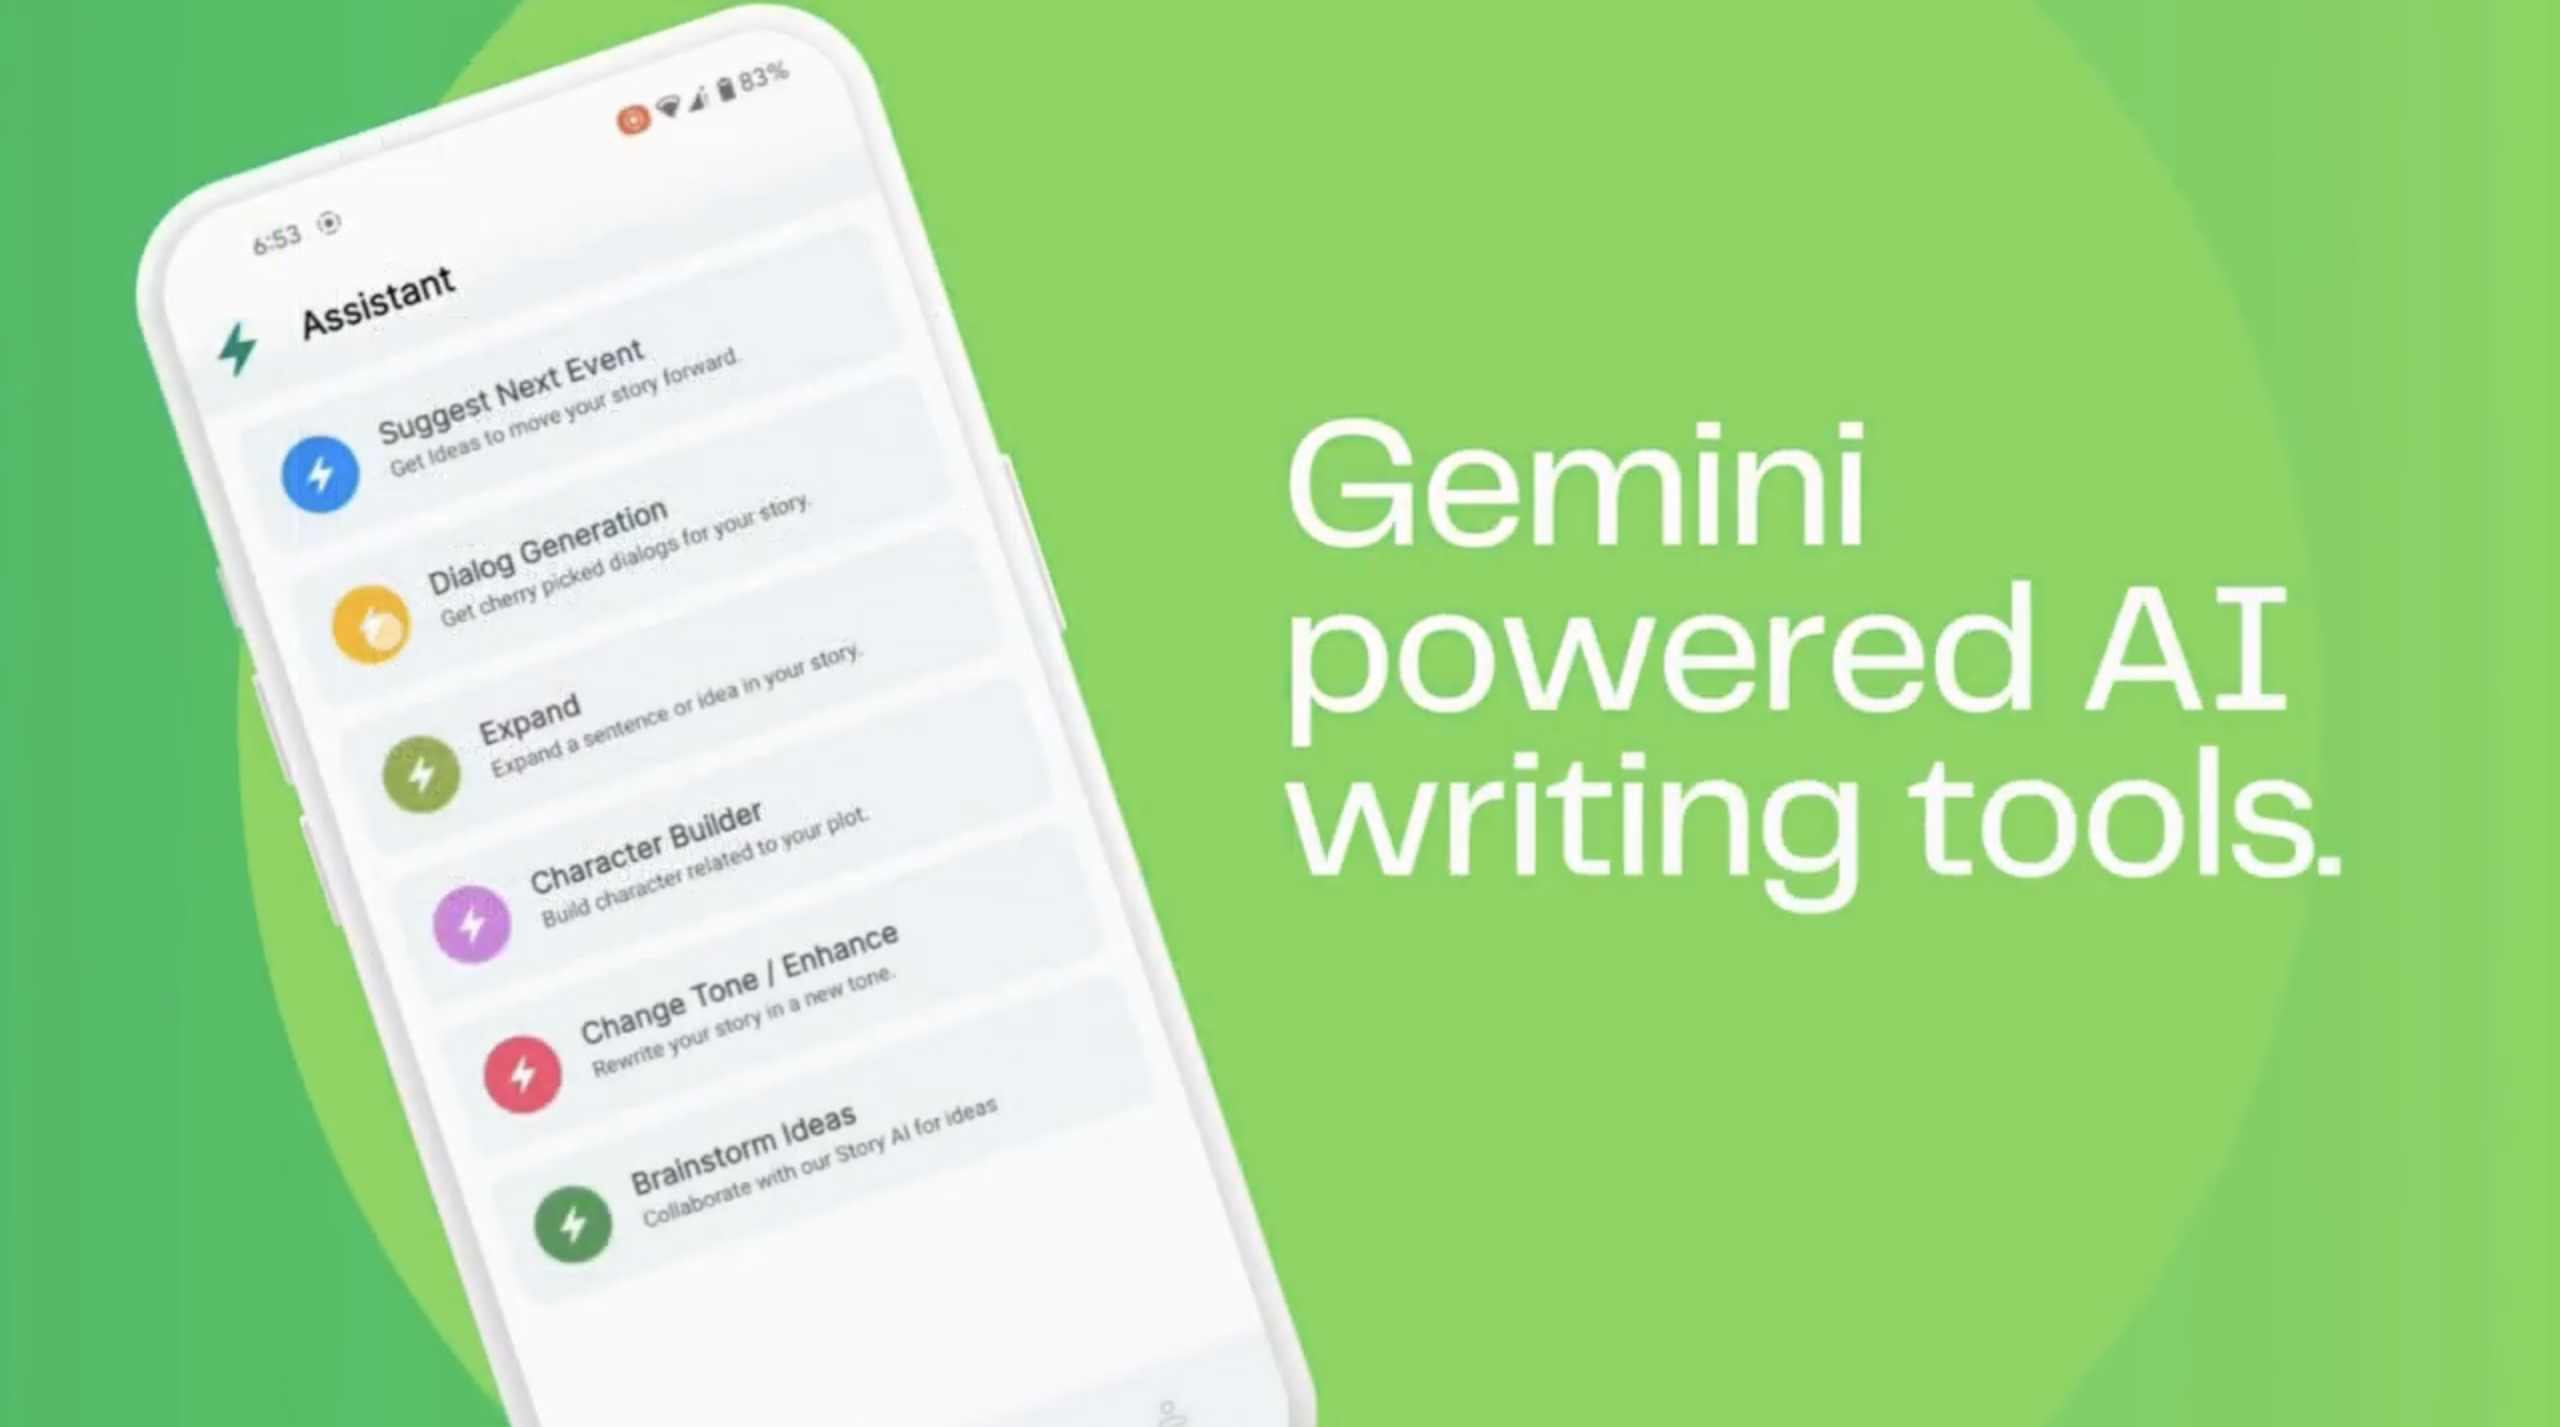 6:53
83%
Assistant
Suggest Next Event
Get Ideas to move your story forward.
Dialog Generation
Get cherry picked dialogs for your story.
Expand
Expand a sentence or idea in your story.
Character Builder
Build character related to your plot.
Change Tone / Enhance
Rewrite your story in a new tone.
Brainstorm Ideas
Collaborate with our Story AI for ideas
Gemini
powered AI
writing tools.